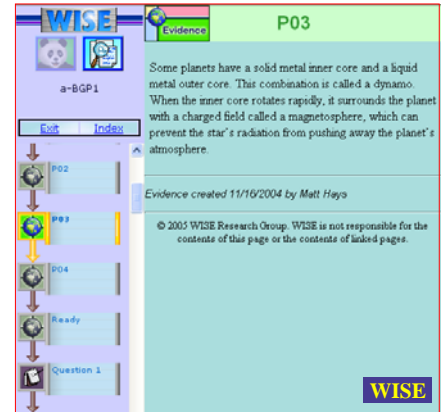 WISE
a-BGP1
Exit Index
P02
P03
P04
Ready
Question 1
Evidence
P03
Some planets have a solid metal inner core and a liquid
metal outer core. This combination is called a dynamo.
When the inner core rotates rapidly, it surrounds the planet
with a charged field called a magnetosphere, which can
prevent the star's radiation from pushing away the planet's
atmosphere.
Evidence created 11/16/2004 by Matt Hays
© 2005 WISE Research Group. WISE is not responsible for the
contents of this page or the contents of linked pages.
WISE